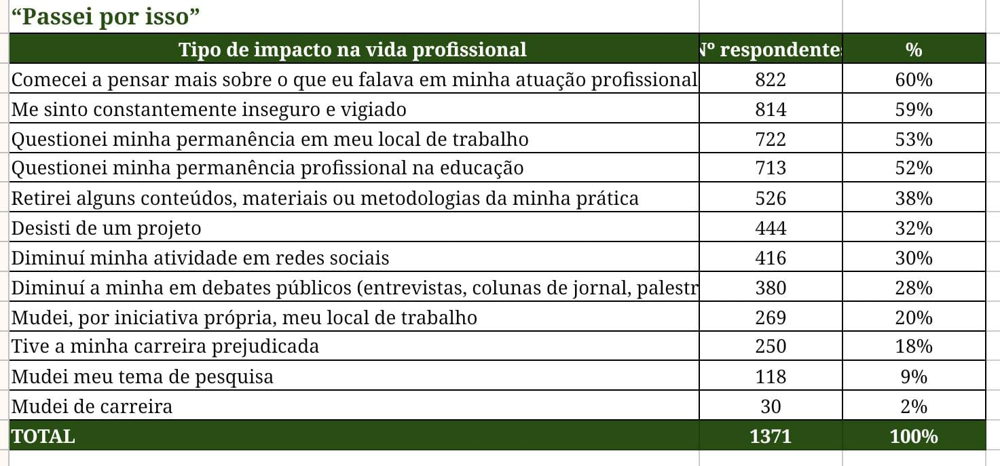 “Passei por isso”
Tipo de impacto na vida profissional Nº respondentes %
Comecei a pensar mais sobre o que eu falava em minha atuação profissional 822 60%
Me sinto constantemente inseguro e vigiado 814 59%
Questionei minha permanência em meu local de trabalho 722 53%
Questionei minha permanência profissional na educação 713 52%
Retirei alguns conteúdos, materiais ou metodologias da minha prática 526 38%
Desisti de um projeto 444 32%
Diminuí minha atividade em redes sociais 416 30%
Diminuí a minha em debates públicos (entrevistas, colunas de jornal, palestr 380 28%
Mudei, por iniciativa própria, meu local de trabalho 269 20%
Tive a minha carreira prejudicada 250 18%
Mudei meu tema de pesquisa 118 9%
Mudei de carreira 30 2%
TOTAL 1371 100%